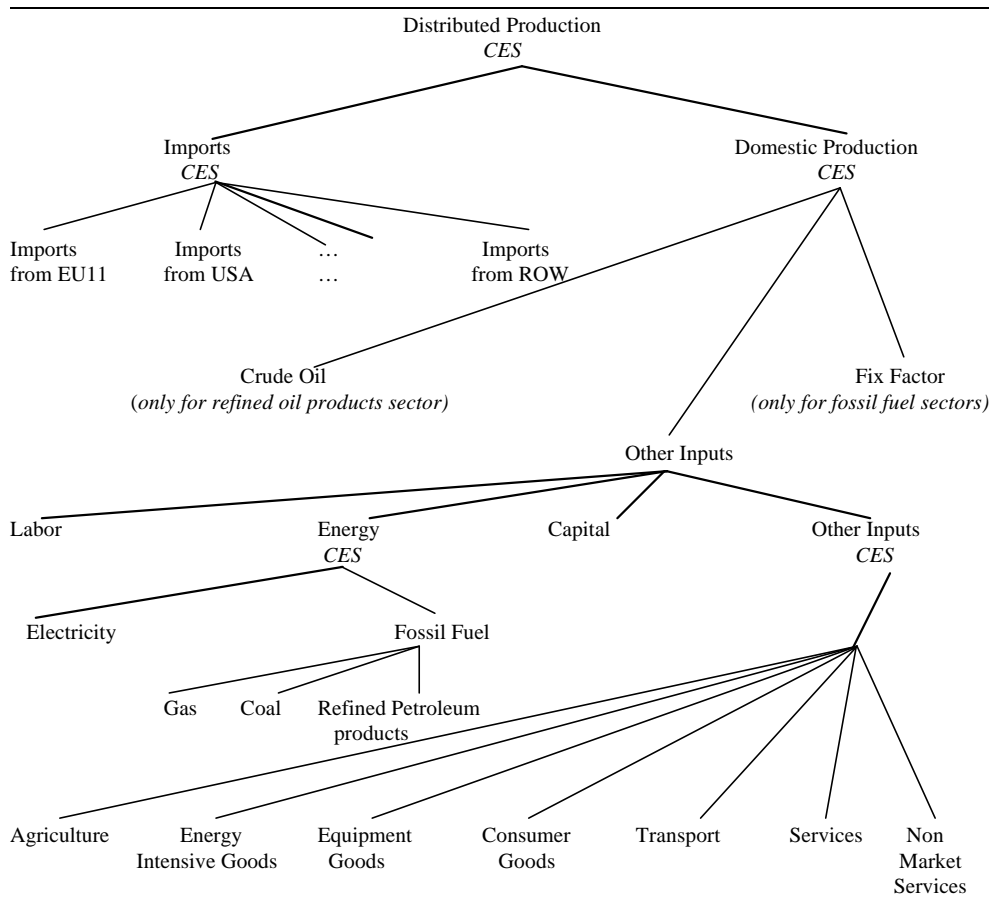 Distributed Production
CES
Imports
CES
Domestic Production
CES
Imports
from EU11
Imports
from USA
…
…
Imports
from ROW
Crude Oil
(only for refined oil products sector)
Fix Factor
(only for fossil fuel sectors)
Other Inputs
Labor
Energy
CES
Capital
Other Inputs
CES
Electricity
Fossil Fuel
Gas
Coal
Refined Petroleum
products
Agriculture
Energy
Intensive Goods
Equipment
Goods
Consumer
Goods
Transport
Services
Non
Market
Services